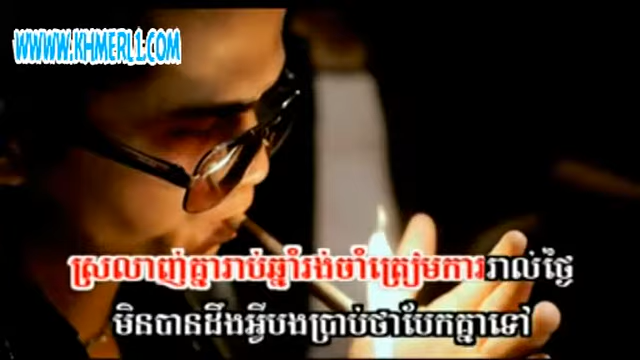 WWWW.KHMERL1.COM
ស្រលាញ់គ្នារាប់ឆ្នាំរង់ចាំត្រៀមការរាល់ថ្ងៃ
មិនបានដឹងអ្វីបងប្រាប់ថាបែកគ្នាទៅ